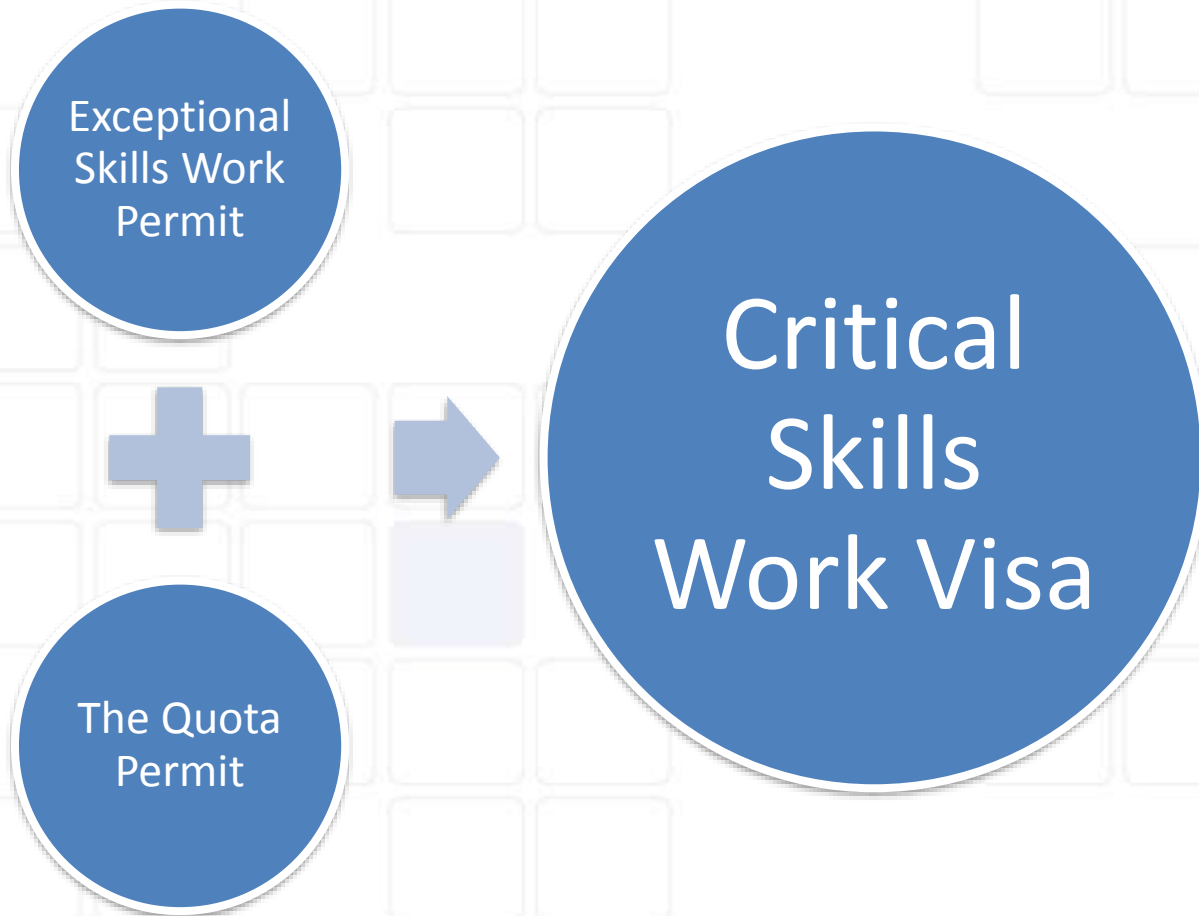 Exceptional
Skills Work
Permit
The Quota
Permit
Critical
Skills
Work Visa